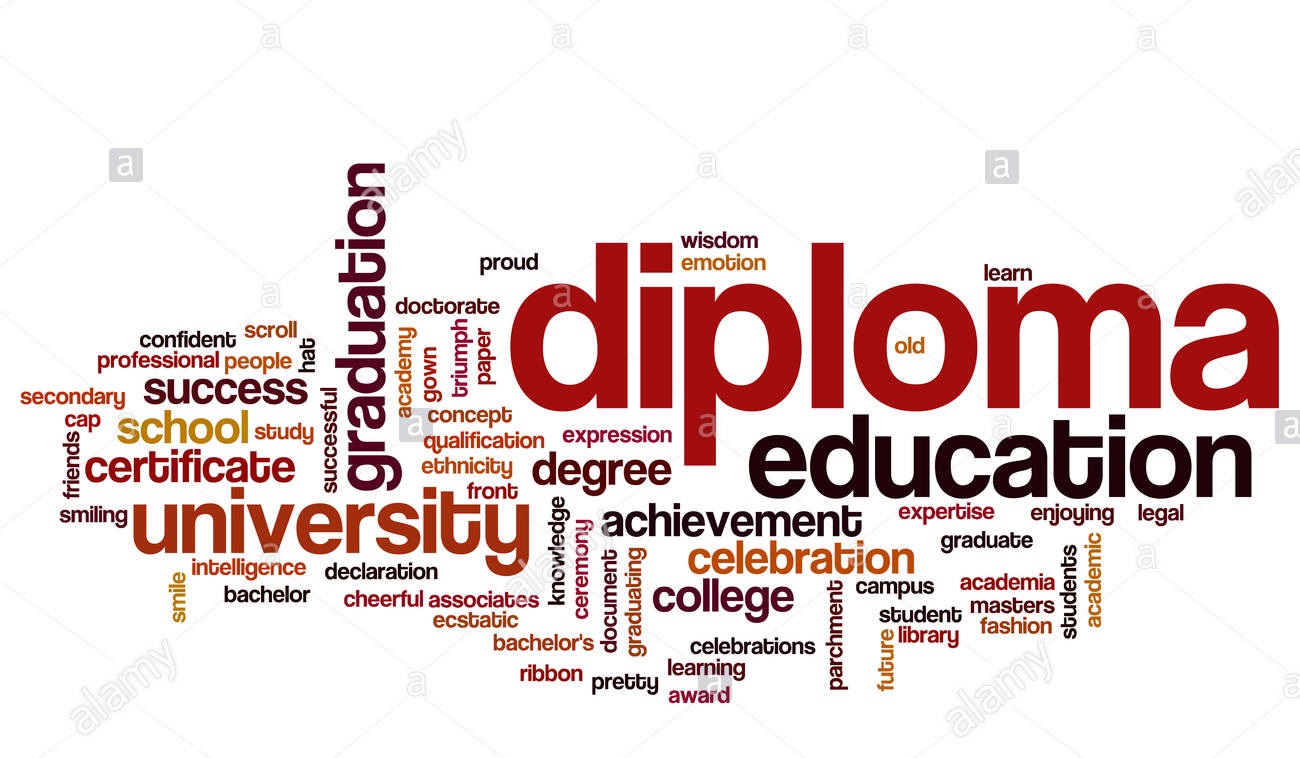 a
a
a
a
alamy
a
a
a
alamy
graduation
wisdom
proud
emotion
learn
diploma
a
a
doctorate
scroll
confident
hat
triumph
paper
academy
gown
old
professional
people
success
secondary
successful
cap
school
study
concept
a
a
a
qualification
expression
education
friends
certificate
ethnicity
degree
front
smiling
university
achievement
expertise
enjoying
legal
knowledge
ceremony
graduate
celebration
intelligence
declaration
document
graduating
students
academic
smile
bachelor
cheerful
associates
college
campus
academia
masters
parchment
student
ecstatic
fashion
library
bachelor's
celebrations
future
ribbon
learning
pretty
award
a
a
alamy
alamy